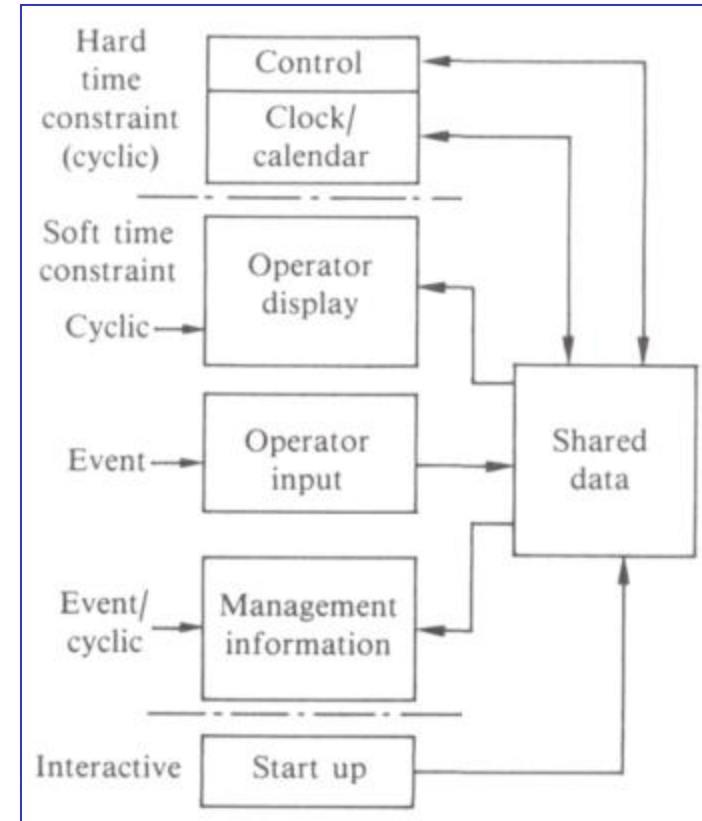 Hard
time
constraint
(cyclic)
Control
Clock/
calendar
Soft time
constraint
Cyclic
Operator
display
Event
Operator
input
Shared
data
Event/
cyclic
Management
information
Interactive
Start up